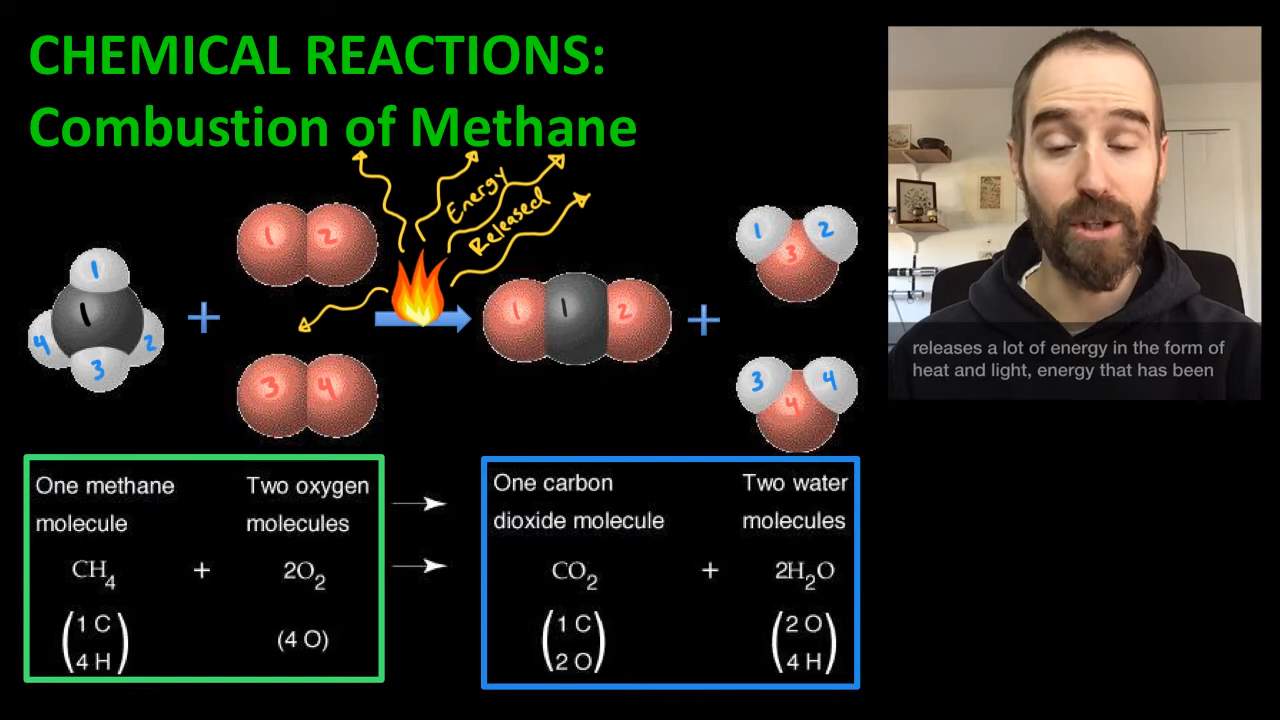 CHEMICAL REACTIONS:
Combustion of Methane
Energy
Released
1
1
4
2
3
+
1 2
3 4
1 1 2
+
1 2
3
3 4
4
releases a lot of energy in the form of
heat and light, energy that has been
One methane
molecule
Two oxygen
molecules
CH4 + 2O2
(1 C
4 H)
(4 O)
One carbon
dioxide molecule
Two water
molecules
CO2 + 2H2O
(1 C
2 O)
(2 O
4 H)